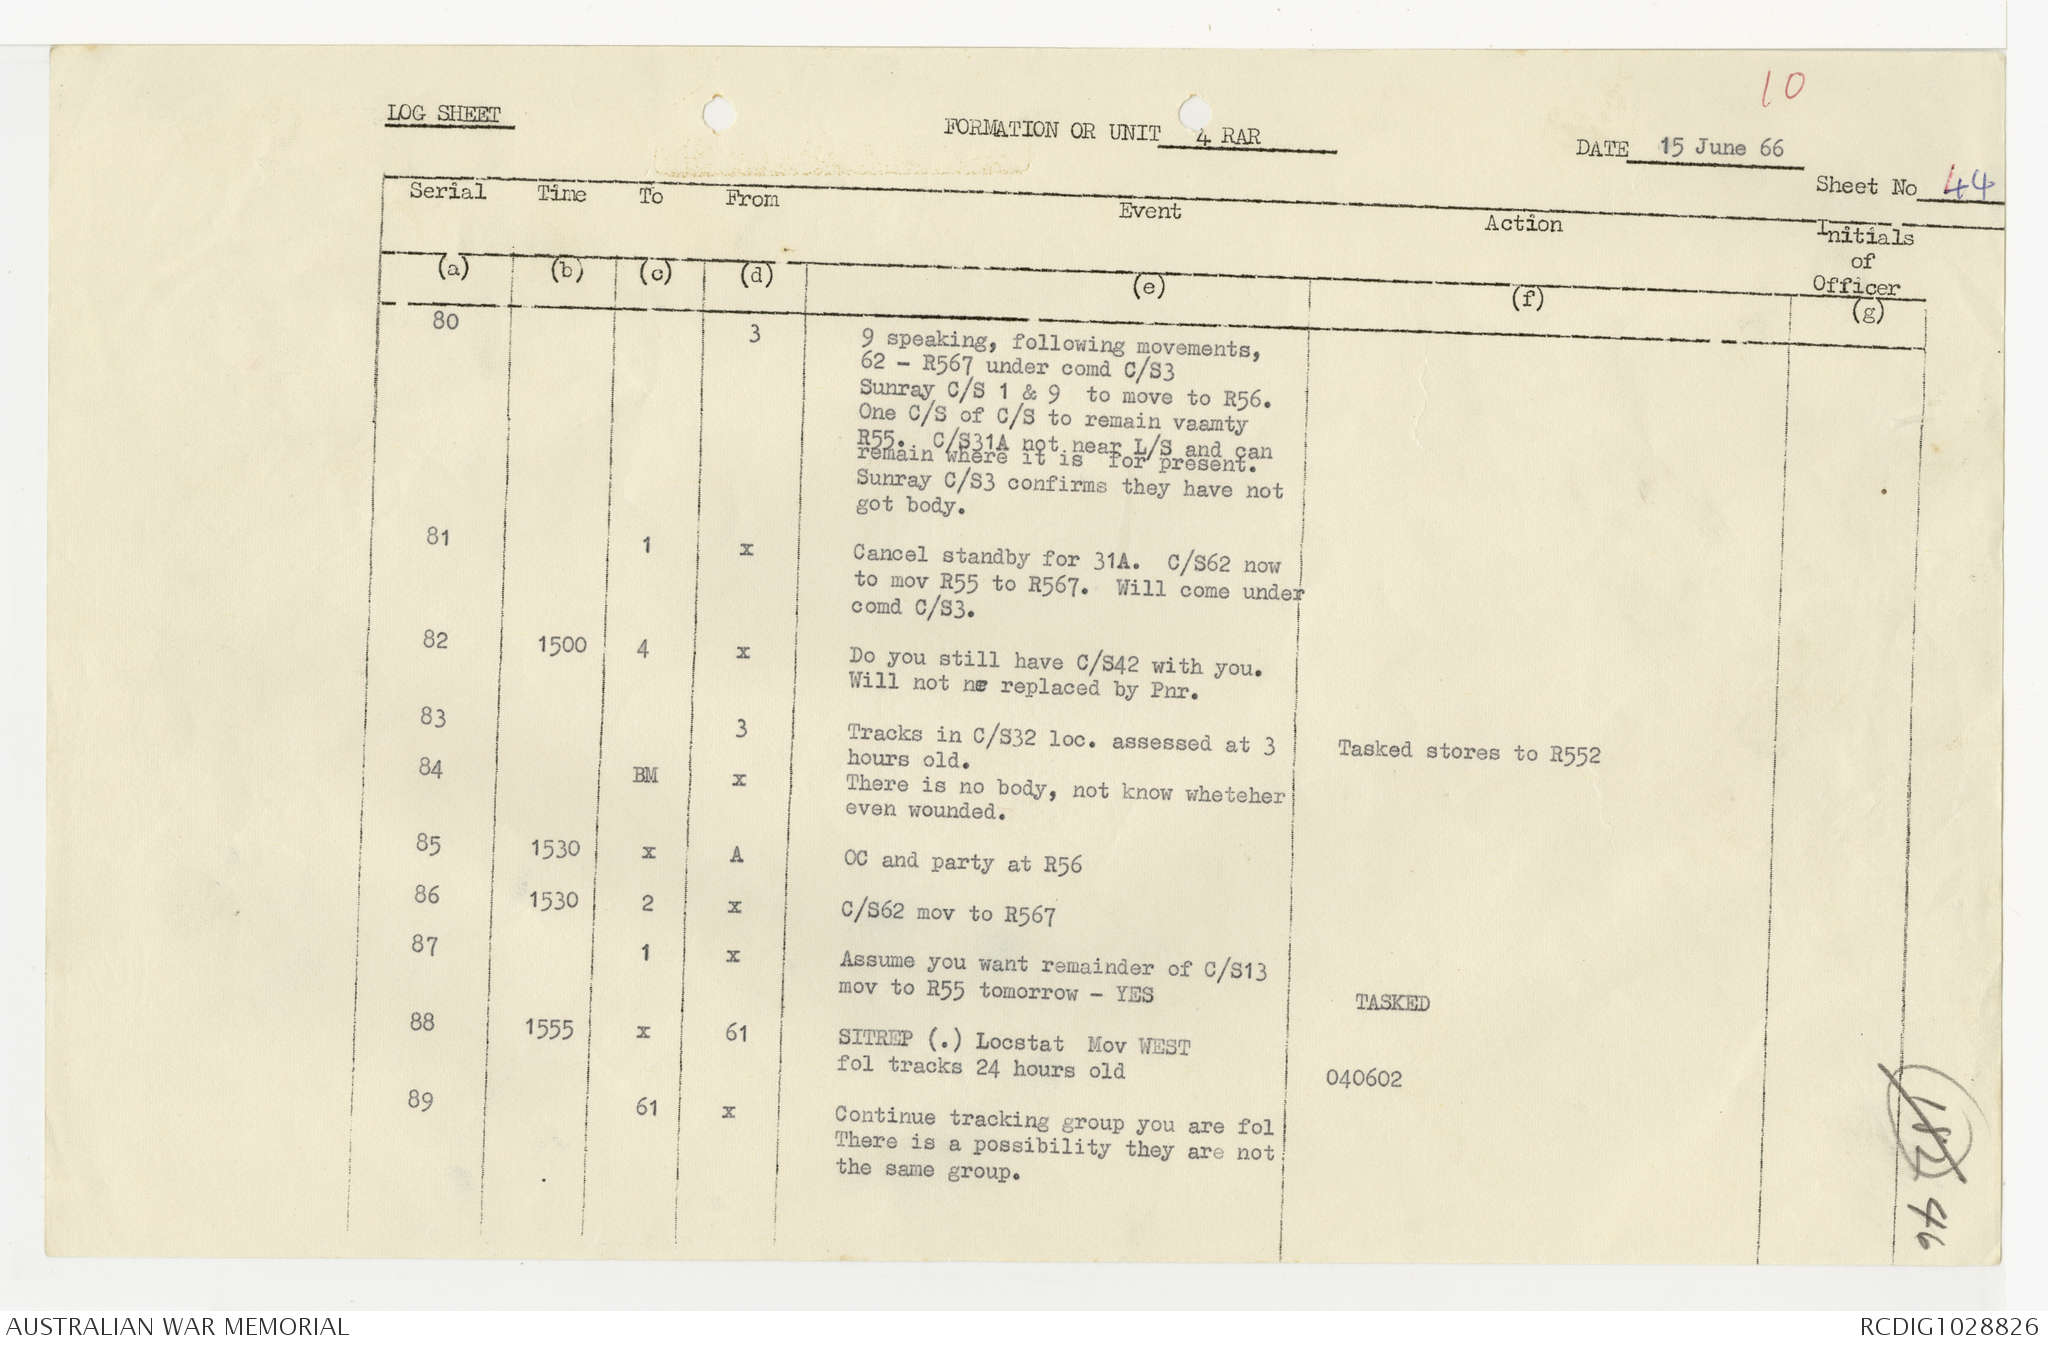 10
LOG SHEET
FORMATION OR UNIT 4 RAR
DATE 15 June 66
Sheet No 44
Serial Time To From Event Action Initials
of
Officer
(a) (b) (c) (d) (e) (f) (g)
80 3 9 speaking, following movements,
62 - R567 under comd C/S3
Sunray C/S 1 & 9 to move to R56.
One C/S of C/S to remain vaamty
R55. C/S31A not near L/S and can
remain where it is for present.
Sunray C/S3 confirms they have not
got body.
81 1 x Cancel standby for 31A. C/S62 now
to mov R55 to R567. Will come under
comd C/S3.
82 1500 4 x Do you still have C/S42 with you.
Will not ne replaced by Pnr.
83 3 Tracks in C/S32 loc. assessed at 3 Tasked stores to R552
hours old.
84 BM x There is no body, not know wheteher
even wounded.
85 1530 x A OC and party at R56
86 1530 2 x C/S62 mov to R567
87 1 x Assume you want remainder of C/S13
mov to R55 tomorrow - YES TASKED
88 1555 x 61 SITREP (.) Locstat Mov WEST
fol tracks 24 hours old 040602
89 61 x Continue tracking group you are fol
There is a possibility they are not
the same group.
46
AUSTRALIAN WAR MEMORIAL
RCDIG1028826